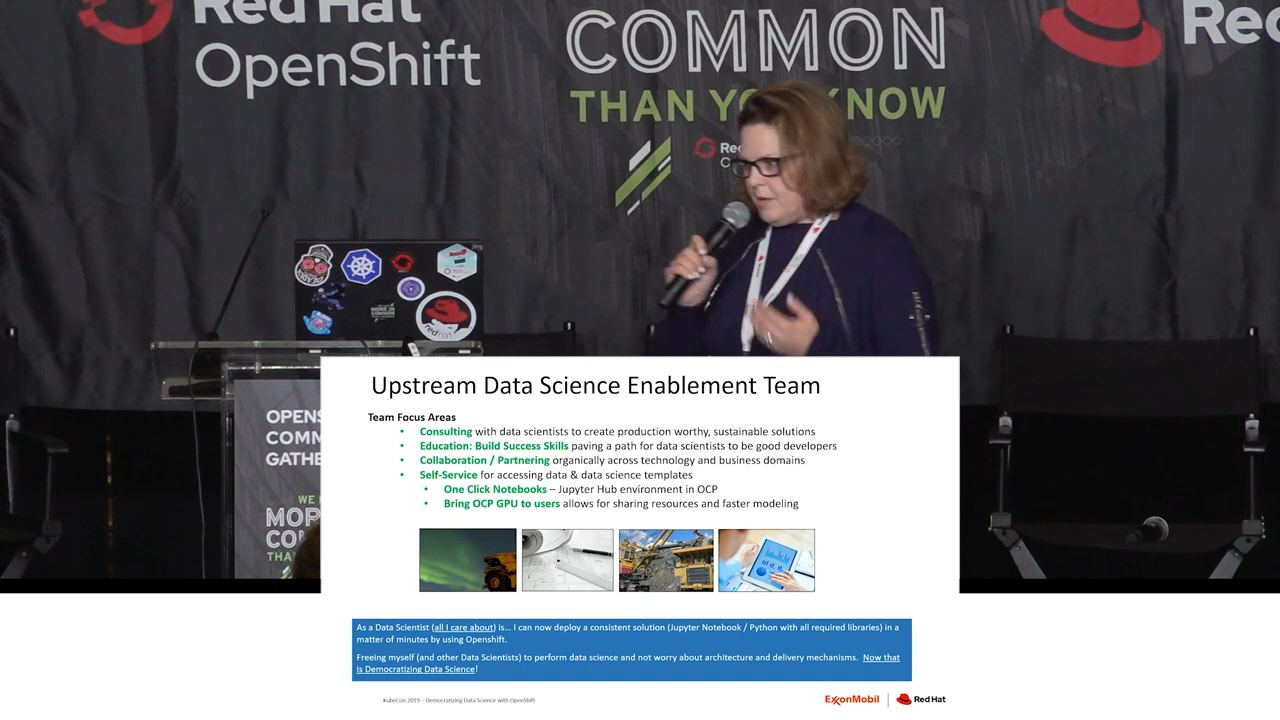 Red Hat
OpenShift
COMMON
THAN YOU KNOW
Red
redhat
OPENS
COMM
GATHE
WE
MOR
COM
THA
Upstream Data Science Enablement Team
Team Focus Areas
• Consulting with data scientists to create production worthy, sustainable solutions
• Education: Build Success Skills paving a path for data scientists to be good developers
• Collaboration / Partnering organically across technology and business domains
• Self-Service for accessing data & data science templates
• One Click Notebooks – Jupyter Hub environment in OCP
• Bring OCP GPU to users allows for sharing resources and faster modeling
As a Data Scientist (all I care about) is... I can now deploy a consistent solution (Jupyter Notebook / Python with all required libraries) in a
matter of minutes by using Openshift.
Freeing myself (and other Data Scientists) to perform data science and not worry about architecture and delivery mechanisms. Now that
is Democratizing Data Science!
KubeCon 2019 – Democratizing Data Science with OpenShift
ExxonMobil
Red Hat